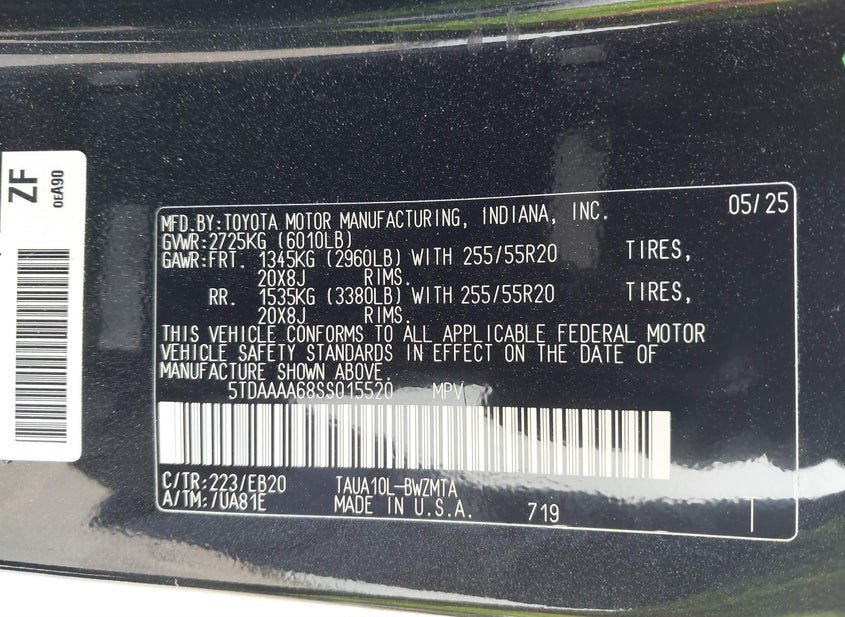 ZF
0EA90
MFD.BY:TOYOTA MOTOR MANUFACTURING, INDIANA, INC. 05/25
GVWR:2725KG (6010LB)
GAWR:FRT. 1345KG (2960LB) WITH 255/55R20 TIRES,
20X8J RIMS.
RR. 1535KG (3380LB) WITH 255/55R20 TIRES,
20X8J RIMS.
THIS VEHICLE CONFORMS TO ALL APPLICABLE FEDERAL MOTOR
VEHICLE SAFETY STANDARDS IN EFFECT ON THE DATE OF
MANUFACTURE SHOWN ABOVE.
5TDAAAA68SS015520 MPV
C/TR:223/EB20 TAUA10L-BWZMTA
A/TM:7UA81E MADE IN U.S.A. 719